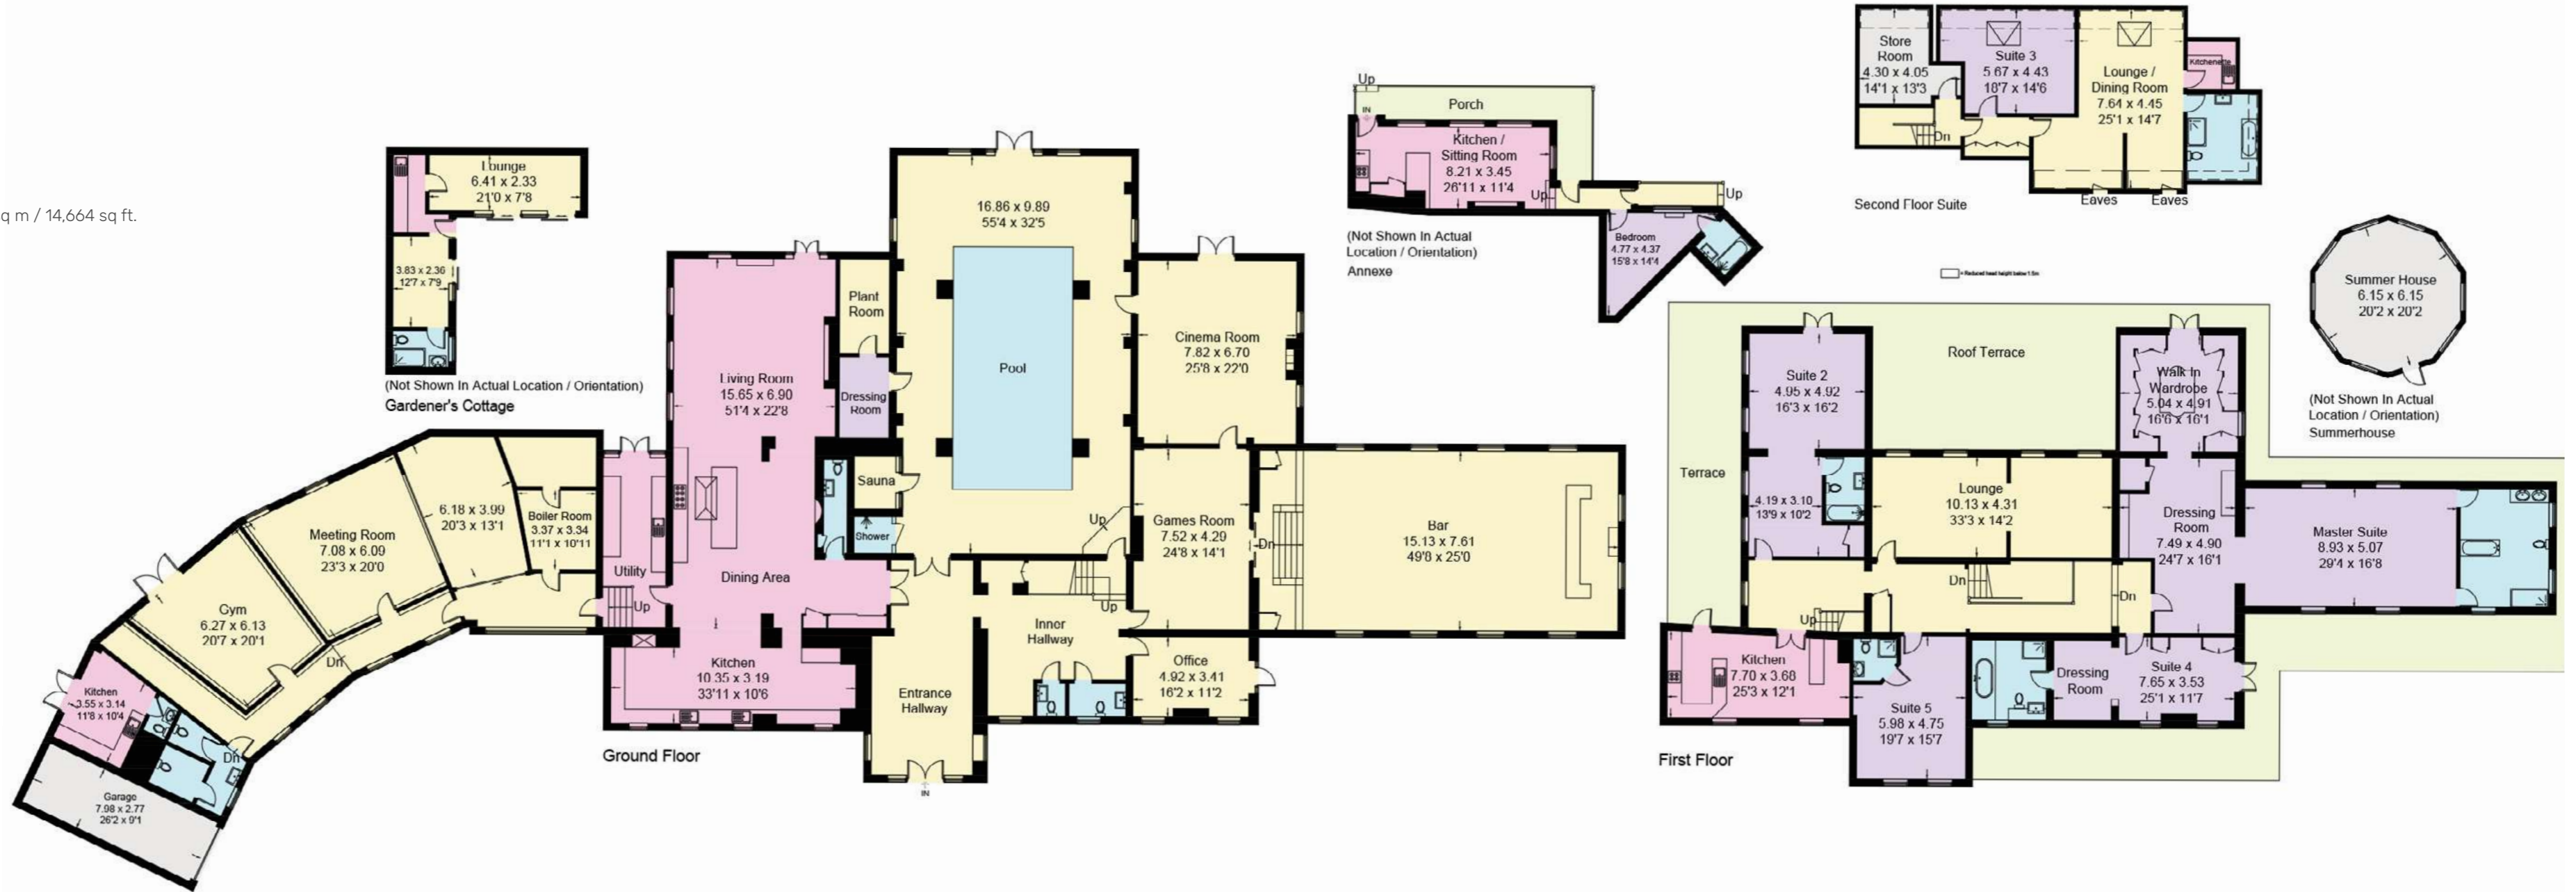 q m / 14,664 sq ft.
Lounge
6.41 x 2.33
21'0 x 7'8
3.83 x 2.36
12'7 x 7'9
(Not Shown In Actual Location / Orientation)
Gardener's Cottage
Meeting Room
7.08 x 6.09
23'3 x 20'0
6.18 x 3.99
20'3 x 13'1
Boiler Room
3.37 x 3.34
11'1 x 10'11
Gym
6.27 x 6.13
20'7 x 20'1
Dn
Kitchen
3.55 x 3.14
11'8 x 10'4
Dn
Garage
7.98 x 2.77
26'2 x 9'1
Utility
Up
Living Room
15.65 x 6.90
51'4 x 22'8
Dining Area
Kitchen
10.35 x 3.19
33'11 x 10'6
Ground Floor
Plant
Room
Dressing
Room
Sauna
Shower
16.86 x 9.89
55'4 x 32'5
Pool
Up
Up
Inner
Hallway
Entrance
Hallway
IN
Cinema Room
7.82 x 6.70
25'8 x 22'0
Games Room
7.52 x 4.29
24'8 x 14'1
Office
4.92 x 3.41
16'2 x 11'2
Dn
Bar
15.13 x 7.61
49'8 x 25'0
Up
IN
Porch
Kitchen /
Sitting Room
8.21 x 3.45
26'11 x 11'4
Up
Up
Bedroom
4.77 x 4.37
15'8 x 14'4
(Not Shown In Actual
Location / Orientation)
Annexe
Store
Room
4.30 x 4.05
14'1 x 13'3
Dn
Suite 3
5.67 x 4.43
18'7 x 14'6
Lounge /
Dining Room
7.64 x 4.45
25'1 x 14'7
Kitchenette
Eaves
Eaves
Second Floor Suite
= Reduced head height below 1.5m
Summer House
6.15 x 6.15
20'2 x 20'2
(Not Shown In Actual
Location / Orientation)
Summerhouse
Roof Terrace
Terrace
Suite 2
4.95 x 4.92
16'3 x 16'2
4.19 x 3.10
13'9 x 10'2
Lounge
10.13 x 4.31
33'3 x 14'2
Walk In
Wardrobe
5.04 x 4.91
16'6 x 16'1
Dressing
Room
7.49 x 4.90
24'7 x 16'1
Master Suite
8.93 x 5.07
29'4 x 16'8
Dn
Dn
Up
Kitchen
7.70 x 3.68
25'3 x 12'1
Suite 5
5.98 x 4.75
19'7 x 15'7
Dressing
Room
Suite 4
7.65 x 3.53
25'1 x 11'7
First Floor